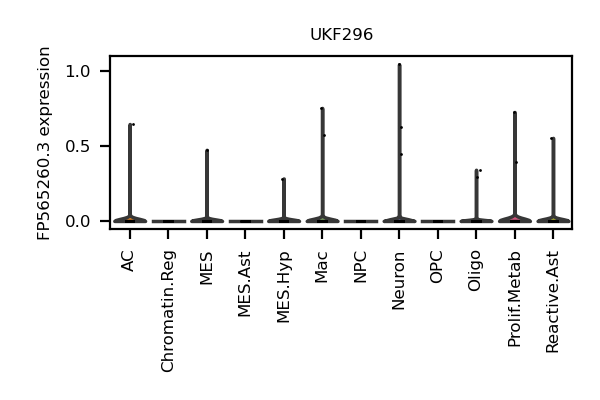 UKF296
FP565260.3 expression
1.0
0.5
0.0
AC
Chromatin.Reg
MES
MES.Ast
MES.Hyp
Mac
NPC
Neuron
OPC
Oligo
Prolif.Metab
Reactive.Ast